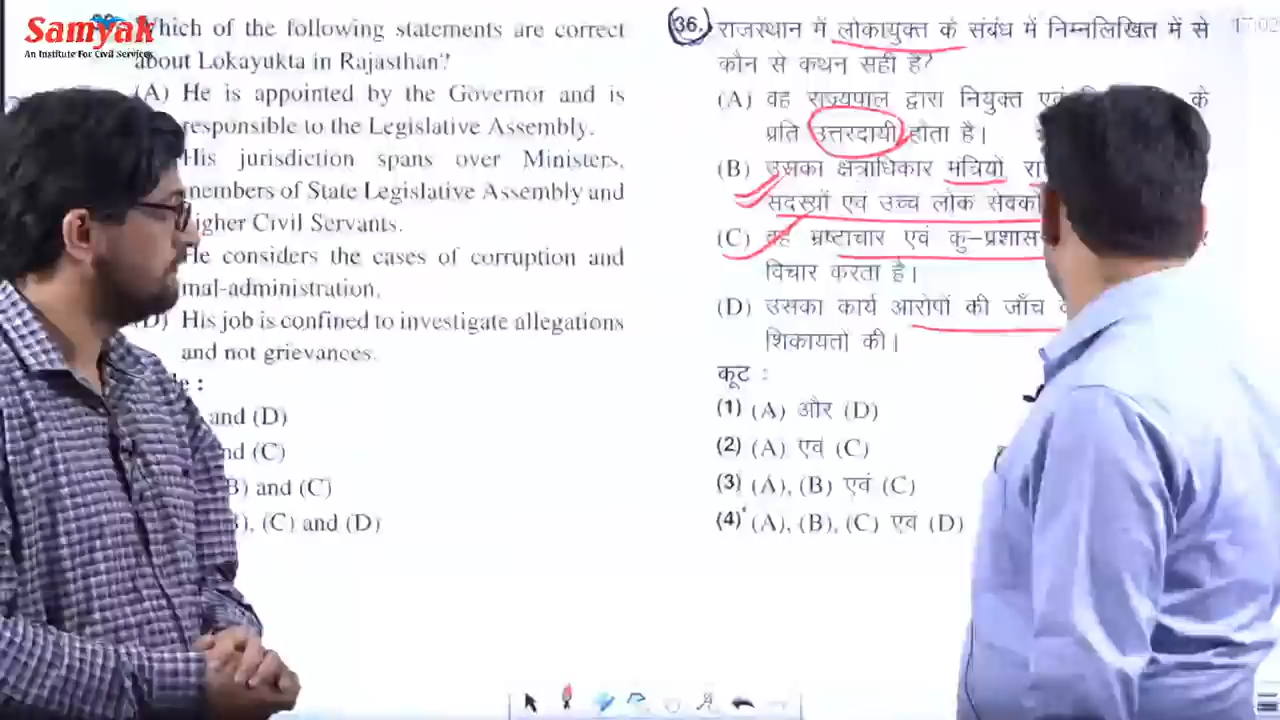 Samyak
An Institute For Civil Services
Which of the following statements are correct
about Lokayukta in Rajasthan?
(A) He is appointed by the Governor and is
responsible to the Legislative Assembly.
His jurisdiction spans over Ministers,
members of State Legislative Assembly and
higher Civil Servants.
He considers the cases of corruption and
mal-administration.
(D) His job is confined to investigate allegations
and not grievances.
and (D)
and (C)
(B) and (C)
(B), (C) and (D)
36. राजस्थान में लोकायुक्त के संबंध में निम्नलिखित में से
कौन से कथन सही हैं?
(A) वह राज्यपाल द्वारा नियुक्त एवं के
प्रति उत्तरदायी होता है।
(B) उसका क्षेत्राधिकार मंत्रियों
सदस्यों एवं उच्च लोक सेवकों
(C) वह भ्रष्टाचार एवं कु-प्रशास
विचार करता है।
(D) उसका कार्य आरोपों की जाँच
शिकायतों की।
कूट :
(1) (A) और (D)
(2) (A) एवं (C)
(3) (A), (B) एवं (C)
(4) (A), (B), (C) एवं (D)